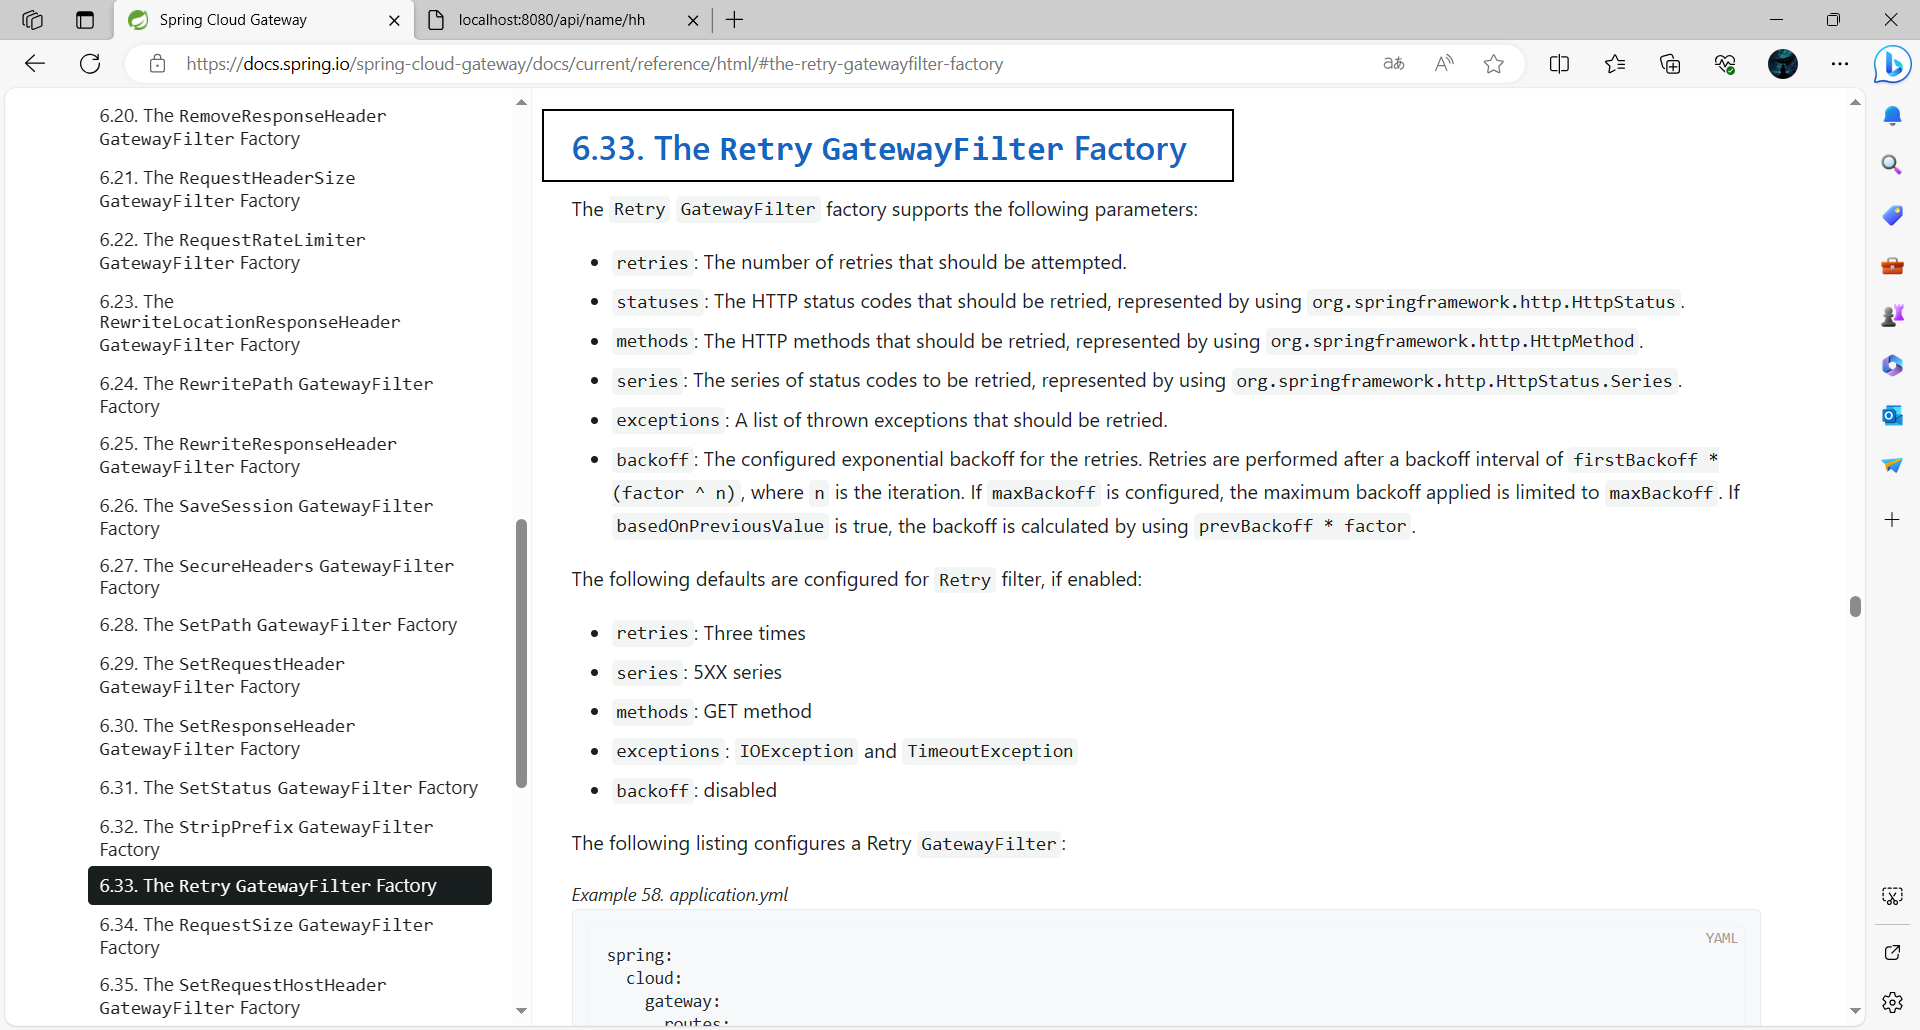 Spring Cloud Gateway
localhost:8080/api/name/hh
https://docs.spring.io/spring-cloud-gateway/docs/current/reference/html/#the-retry-gatewayfilter-factory
6.20. The RemoveResponseHeader
GatewayFilter Factory
6.21. The RequestHeaderSize
GatewayFilter Factory
6.22. The RequestRateLimiter
GatewayFilter Factory
6.23. The
RewriteLocationResponseHeader
GatewayFilter Factory
6.24. The RewritePath GatewayFilter
Factory
6.25. The RewriteResponseHeader
GatewayFilter Factory
6.26. The SaveSession GatewayFilter
Factory
6.27. The SecureHeaders GatewayFilter
Factory
6.28. The SetPath GatewayFilter Factory
6.29. The SetRequestHeader
GatewayFilter Factory
6.30. The SetResponseHeader
GatewayFilter Factory
6.31. The SetStatus GatewayFilter Factory
6.32. The StripPrefix GatewayFilter
Factory
6.33. The Retry GatewayFilter Factory
6.34. The RequestSize GatewayFilter
Factory
6.35. The SetRequestHostHeader
GatewayFilter Factory
6.33. The Retry GatewayFilter Factory
The Retry GatewayFilter factory supports the following parameters:
• retries: The number of retries that should be attempted.
• statuses: The HTTP status codes that should be retried, represented by using org.springframework.http.HttpStatus.
• methods: The HTTP methods that should be retried, represented by using org.springframework.http.HttpMethod.
• series: The series of status codes to be retried, represented by using org.springframework.http.HttpStatus.Series.
• exceptions: A list of thrown exceptions that should be retried.
• backoff: The configured exponential backoff for the retries. Retries are performed after a backoff interval of firstBackoff *
(factor ^ n), where n is the iteration. If maxBackoff is configured, the maximum backoff applied is limited to maxBackoff. If
basedOnPreviousValue is true, the backoff is calculated by using prevBackoff * factor.
The following defaults are configured for Retry filter, if enabled:
• retries: Three times
• series: 5XX series
• methods: GET method
• exceptions: IOException and TimeoutException
• backoff: disabled
The following listing configures a Retry GatewayFilter:
Example 58. application.yml
YAML
spring:
cloud:
gateway:
routes: